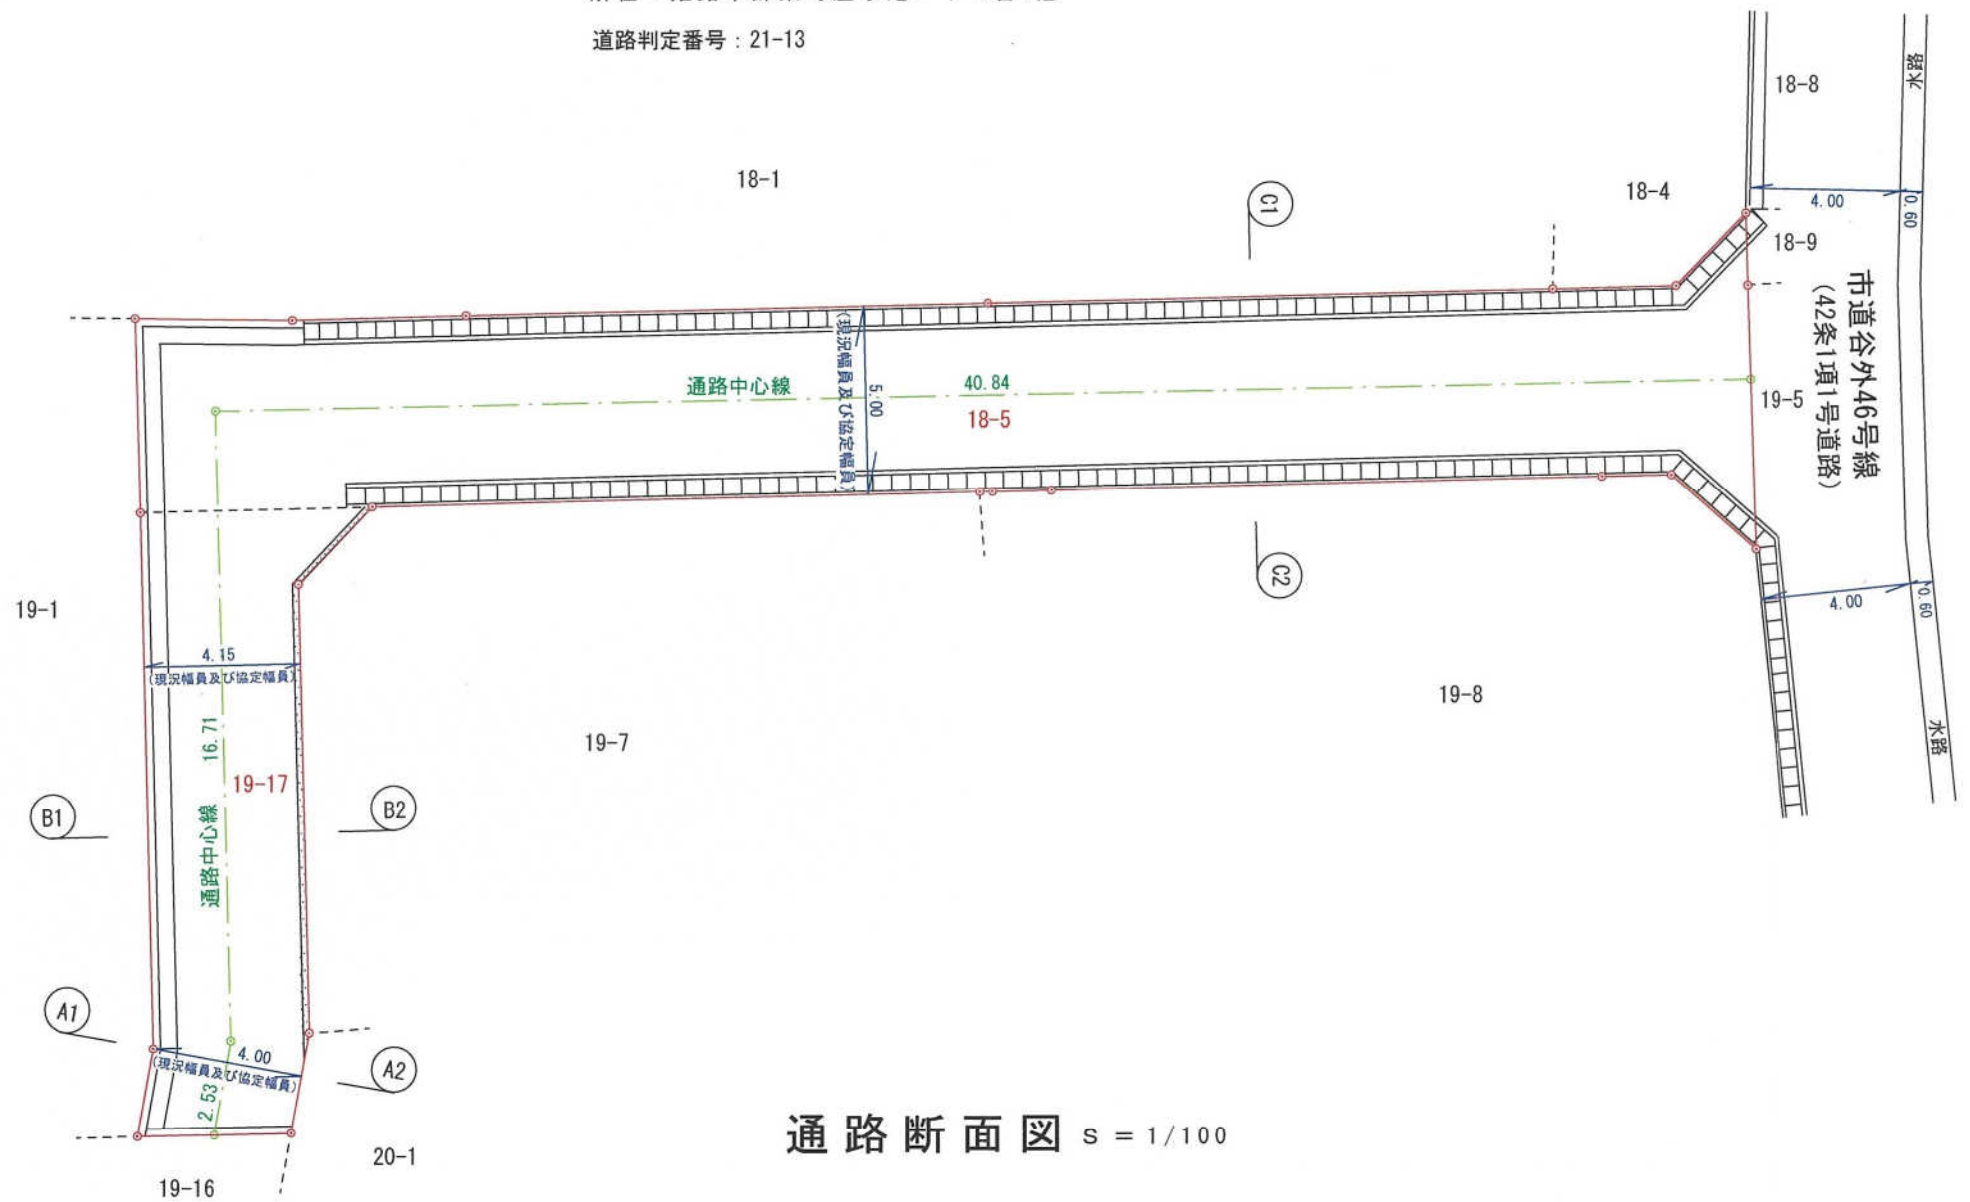 道路判定番号：21-13
18-8
水路
18-1
C1
18-4
4.00
0.60
18-9
市道谷外46号線
(42条1項1号道路)
通路中心線
40.84
(現況幅員及び協定幅員)
5.00
18-5
19-5
C2
19-1
4.00
0.60
4.15
(現況幅員及び協定幅員)
19-8
16.71
19-7
水路
19-17
B1
B2
通路中心線
A1
4.00
(現況幅員及び協定幅員)
A2
2.53
通路断面図 S = 1/100
20-1
19-16